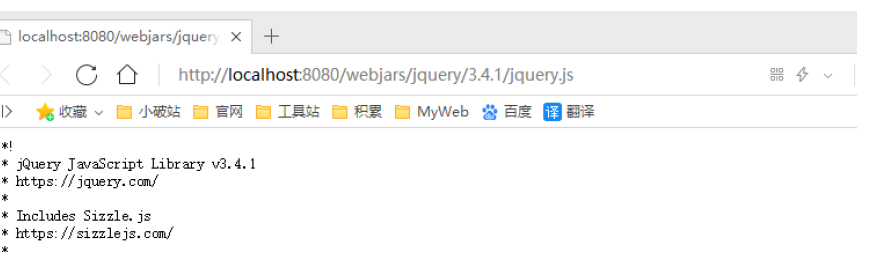 localhost:8080/webjars/jquery
http://localhost:8080/webjars/jquery/3.4.1/jquery.js
收藏 小破站 官网 工具站 积累 MyWeb 百度 译 翻译
*!
* jQuery JavaScript Library v3.4.1
* https://jquery.com/
*
* Includes Sizzle.js
* https://sizzlejs.com/
*